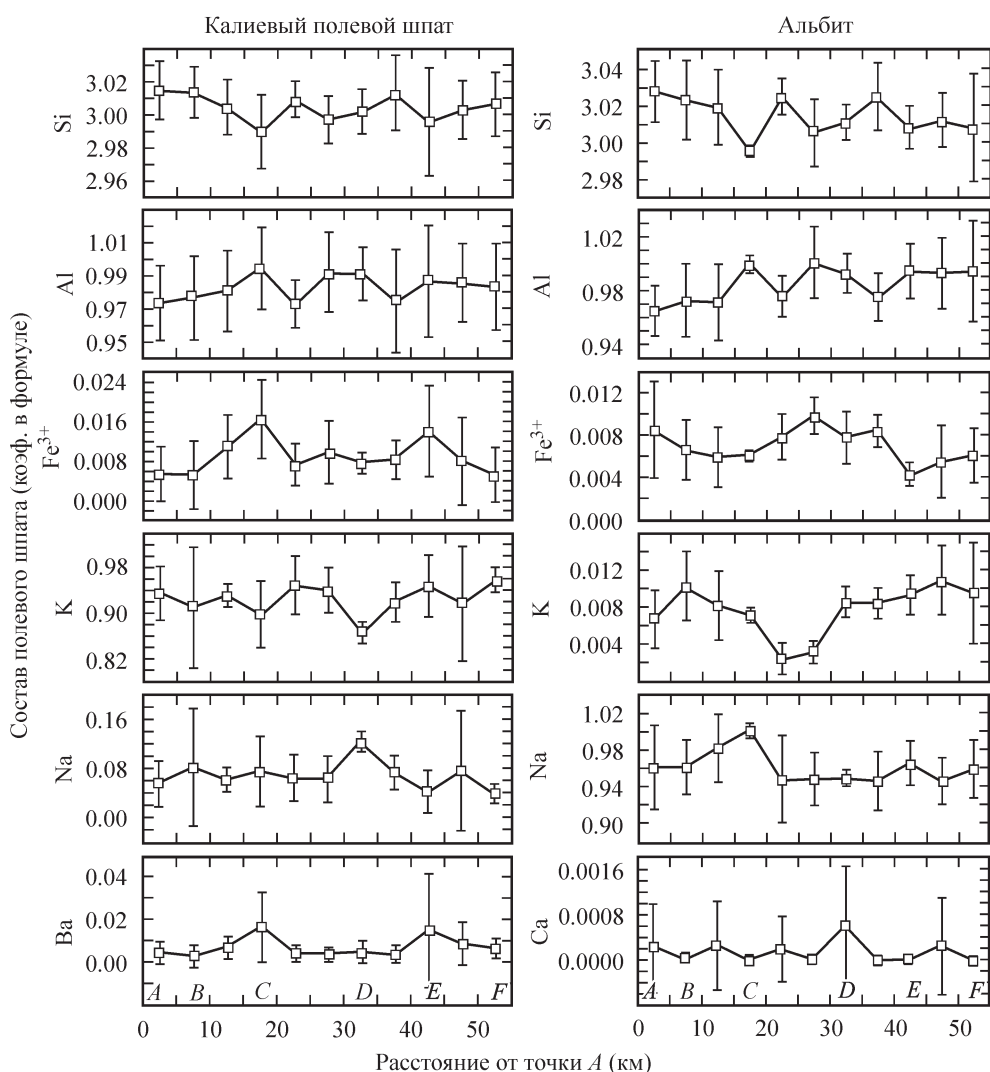 Калиевый полевой шпат
Альбит
Состав полевого шпата (коэф. в формуле)
Si
3.02
3.00
2.98
2.96
Si
3.04
3.02
3.00
2.98
Al
1.01
0.99
0.97
0.95
Al
1.02
0.98
0.94
Fe³⁺
0.024
0.016
0.008
0.000
Fe³⁺
0.012
0.008
0.004
0.000
K
0.98
0.90
0.82
K
0.012
0.008
0.004
Na
0.16
0.08
0.00
Na
1.02
0.98
0.94
0.90
Ba
0.04
0.02
0.00
A B C D E F
0 10 20 30 40 50
Ca
0.0016
0.0008
0.0000
A B C D E F
0 10 20 30 40 50
Расстояние от точки A (км)